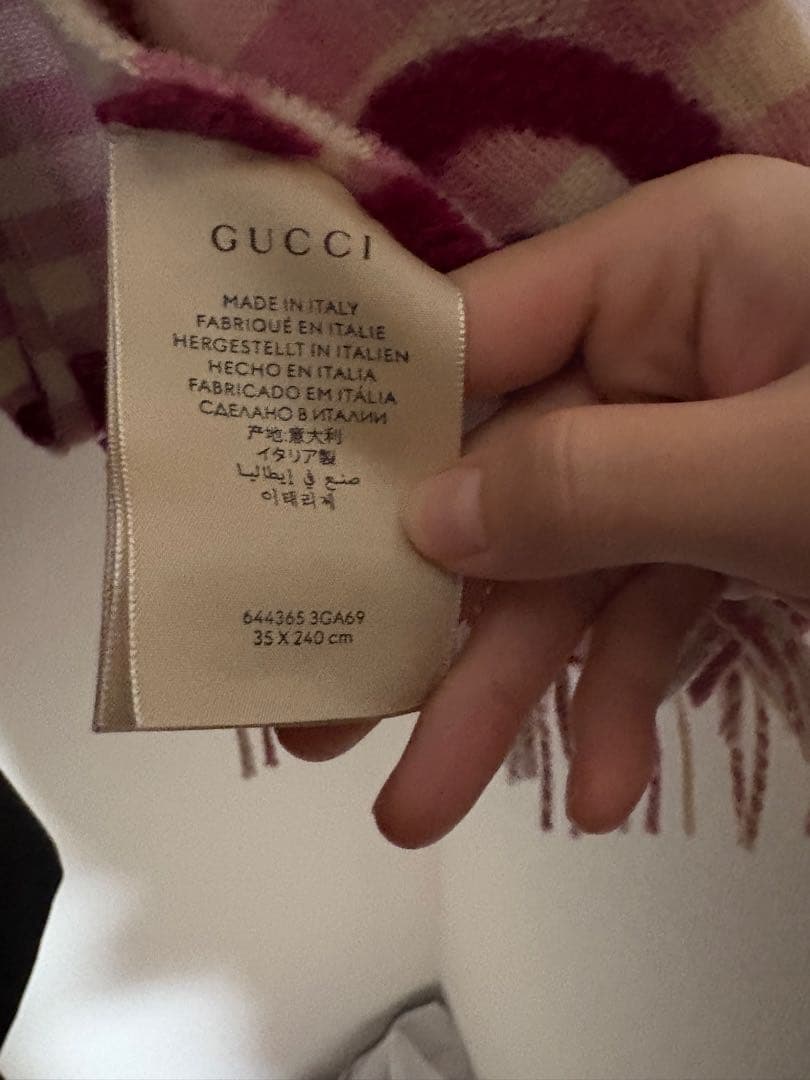 GUCCI
MADE IN ITALY
FABRIQUÉ EN ITALIE
HERGESTELLT IN ITALIEN
HECHO EN ITALIA
FABRICADO EM ITÁLIA
СДЕЛАНО В ИТАЛИИ
产地:意大利
イタリア製
صنع في إيطاليا
이태리제
644365 3GA69
35 X 240 cm